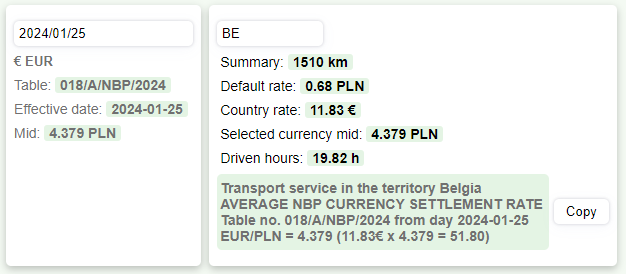 2024/01/25
€ EUR
Table: 018/A/NBP/2024
Effective date: 2024-01-25
Mid: 4.379 PLN
BE
Summary: 1510 km
Default rate: 0.68 PLN
Country rate: 11.83 €
Selected currency mid: 4.379 PLN
Driven hours: 19.82 h
Transport service in the territory Belgia
AVERAGE NBP CURRENCY SETTLEMENT RATE
Table no. 018/A/NBP/2024 from day 2024-01-25
EUR/PLN = 4.379 (11.83€ x 4.379 = 51.80)
Copy